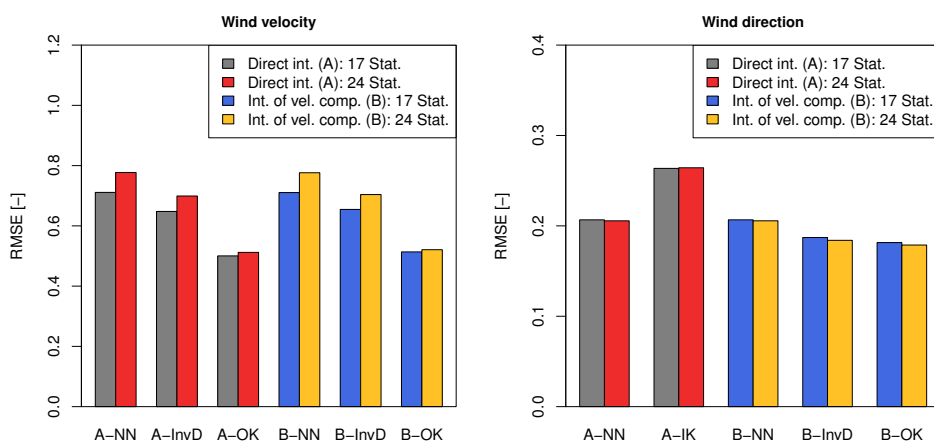 Wind velocity
1.2
1.0
0.8
0.6
0.4
0.2
0.0
RMSE [−]
Direct int. (A): 17 Stat.
Direct int. (A): 24 Stat.
Int. of vel. comp. (B): 17 Stat.
Int. of vel. comp. (B): 24 Stat.
A−NN A−InvD A−OK B−NN B−InvD B−OK
Wind direction
0.4
0.3
0.2
0.1
0.0
RMSE [−]
Direct int. (A): 17 Stat.
Direct int. (A): 24 Stat.
Int. of vel. comp. (B): 17 Stat.
Int. of vel. comp. (B): 24 Stat.
A−NN A−IK B−NN B−InvD B−OK